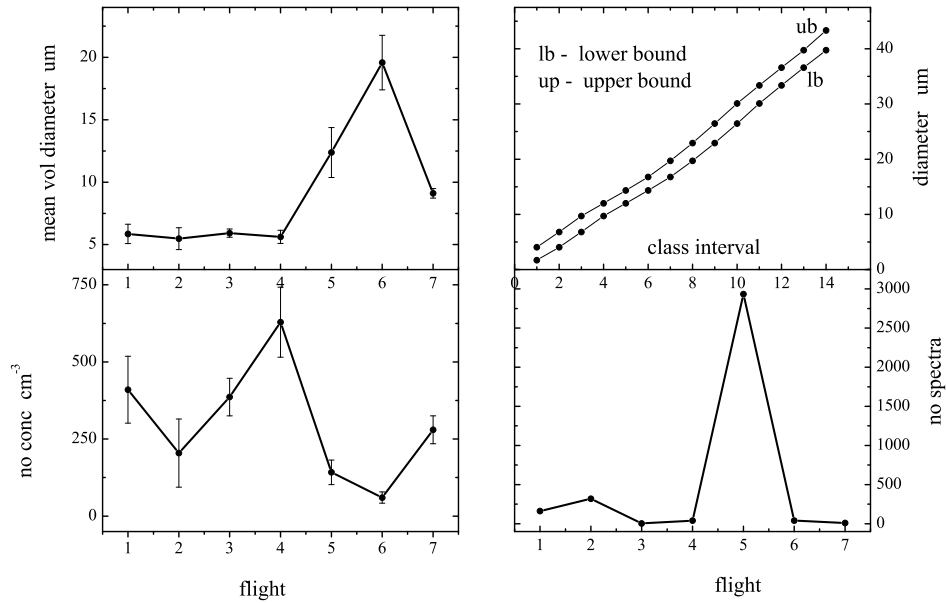 mean vol diameter um
20
15
10
5
1 2 3 4 5 6 7
no conc cm-3
750
500
250
0
1 2 3 4 5 6 7
flight
lb - lower bound
up - upper bound
ub
lb
class interval
diameter um
40
30
20
10
0
0 2 4 6 8 10 12 14
no spectra
3000
2500
2000
1500
1000
500
0
1 2 3 4 5 6 7
flight